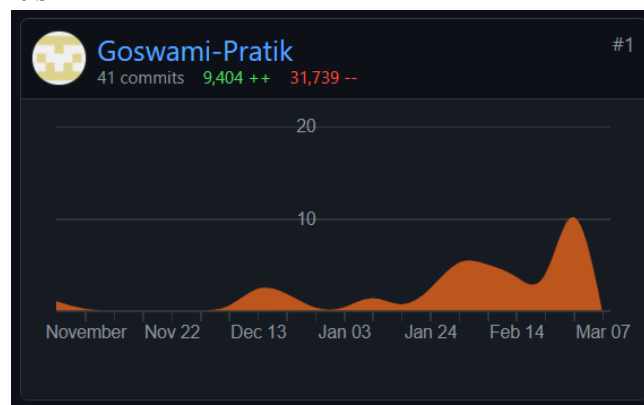 Goswami-Pratik
#1
41 commits 9,404 ++ 31,739 --
20
10
November Nov 22 Dec 13 Jan 03 Jan 24 Feb 14 Mar 07